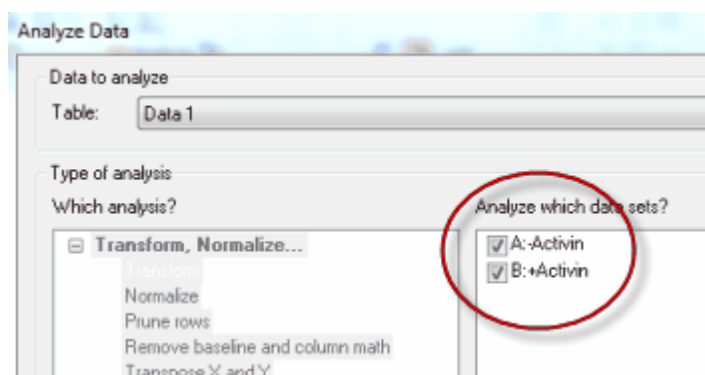 Analyze Data
Data to analyze
Table: Data 1
Type of analysis
Which analysis?
Transform, Normalize...
Transform
Normalize
Prune rows
Remove baseline and column math
Transpose X and Y
Analyze which data sets?
A:-Activin
B:+Activin